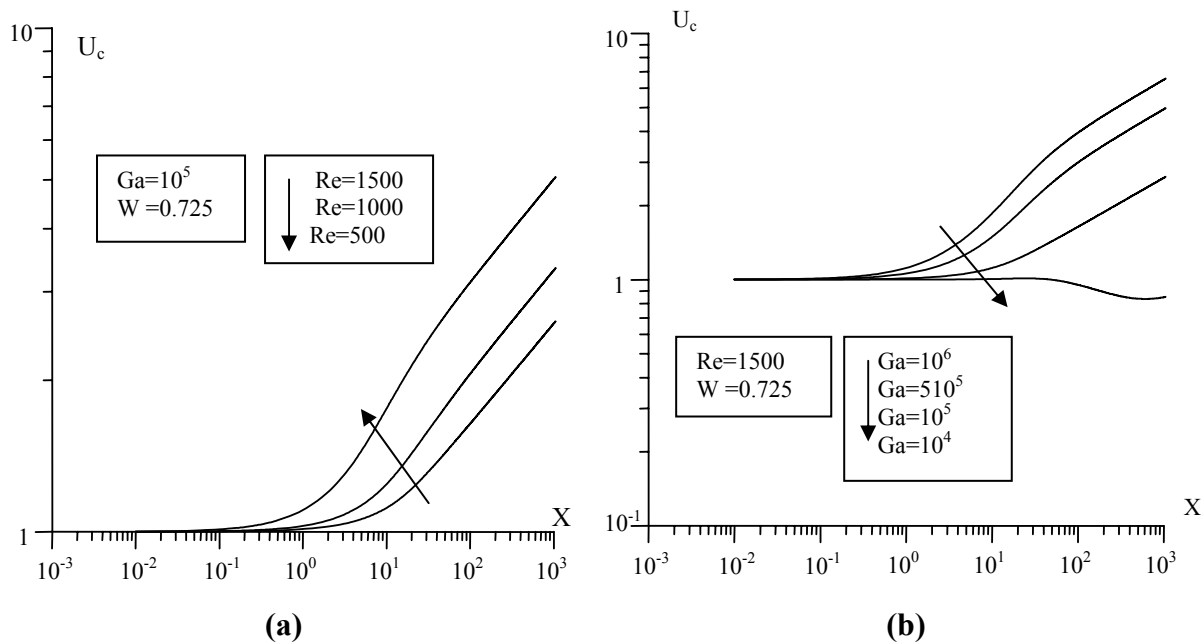 10
U_c
Ga=10^5
W =0.725
Re=1500
Re=1000
Re=500
1
X
10^-3 10^-2 10^-1 10^0 10^1 10^2 10^3
(a)
10
U_c
1
Re=1500
W =0.725
Ga=10^6
Ga=510^5
Ga=10^5
Ga=10^4
X
10^-1
10^-3 10^-2 10^-1 10^0 10^1 10^2 10^3
(b)